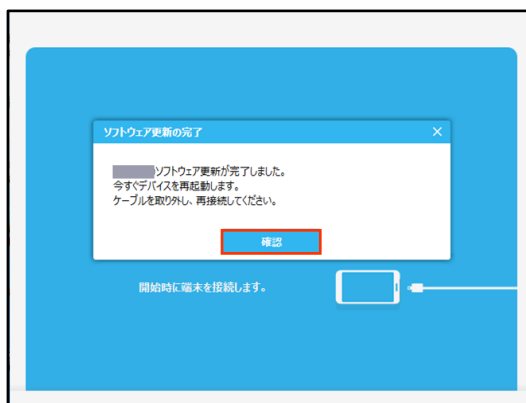 ソフトウェア更新の完了
ソフトウェア更新が完了しました。
今すぐデバイスを再起動します。
ケーブルを取り外し、再接続してください。
確認
開始時に端末を接続します。